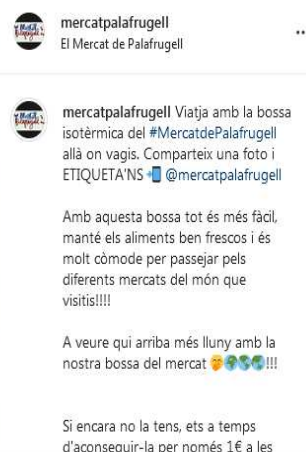 mercatpalafrugell
El Mercat de Palafrugell
mercatpalafrugell Viatja amb la bossa
isotèrmica del #MercatdePalafrugell
allà on vagis. Comparteix una foto i
ETIQUETA'NS 📲 @mercatpalafrugell
Amb aquesta bossa tot és més fàcil,
manté els aliments ben frescos i és
molt còmode per passejar pels
diferents mercats del món que
visitis!!!!
A veure qui arriba més lluny amb la
nostra bossa del mercat 🤭🌍🌎🌏!!!
Si encara no la tens, ets a temps
d'aconseguir-la per només 1€ a les